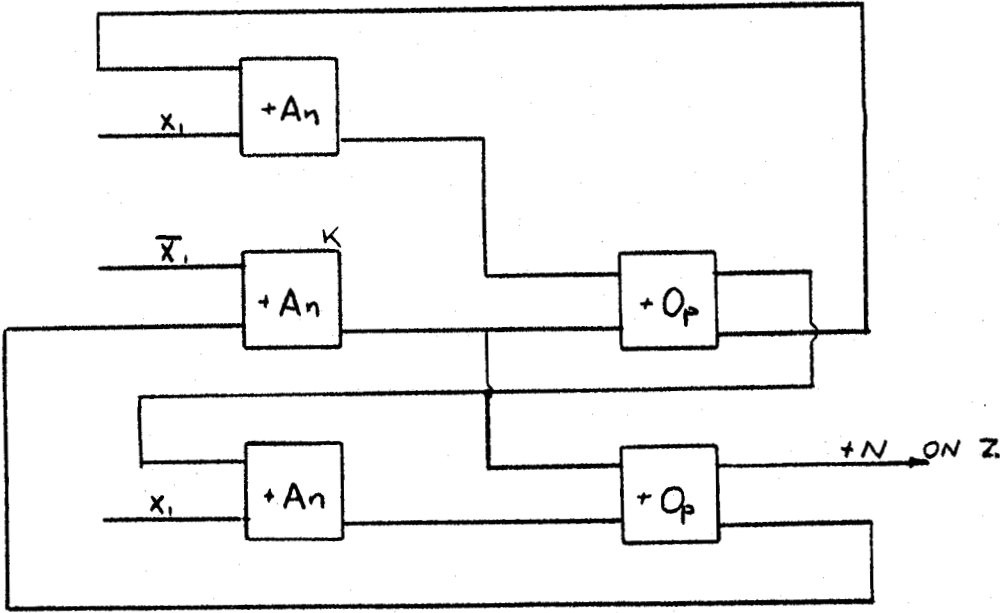 +An
X₁
X̅₁
K
+An
+Op
+An
X₁
+N
ON Z.
+Op